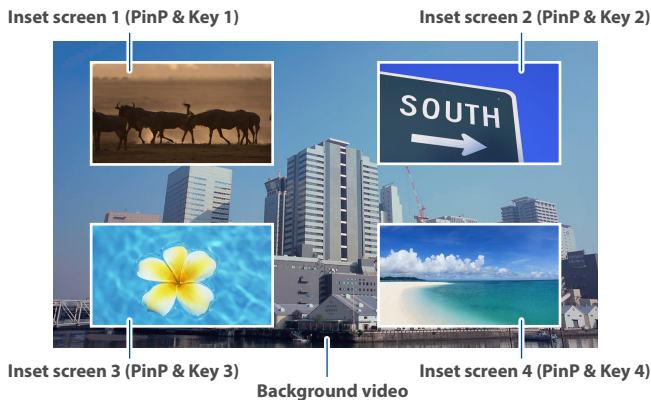 Inset screen 1 (PinP & Key 1)
Inset screen 2 (PinP & Key 2)
SOUTH
Inset screen 3 (PinP & Key 3)
Inset screen 4 (PinP & Key 4)
Background video